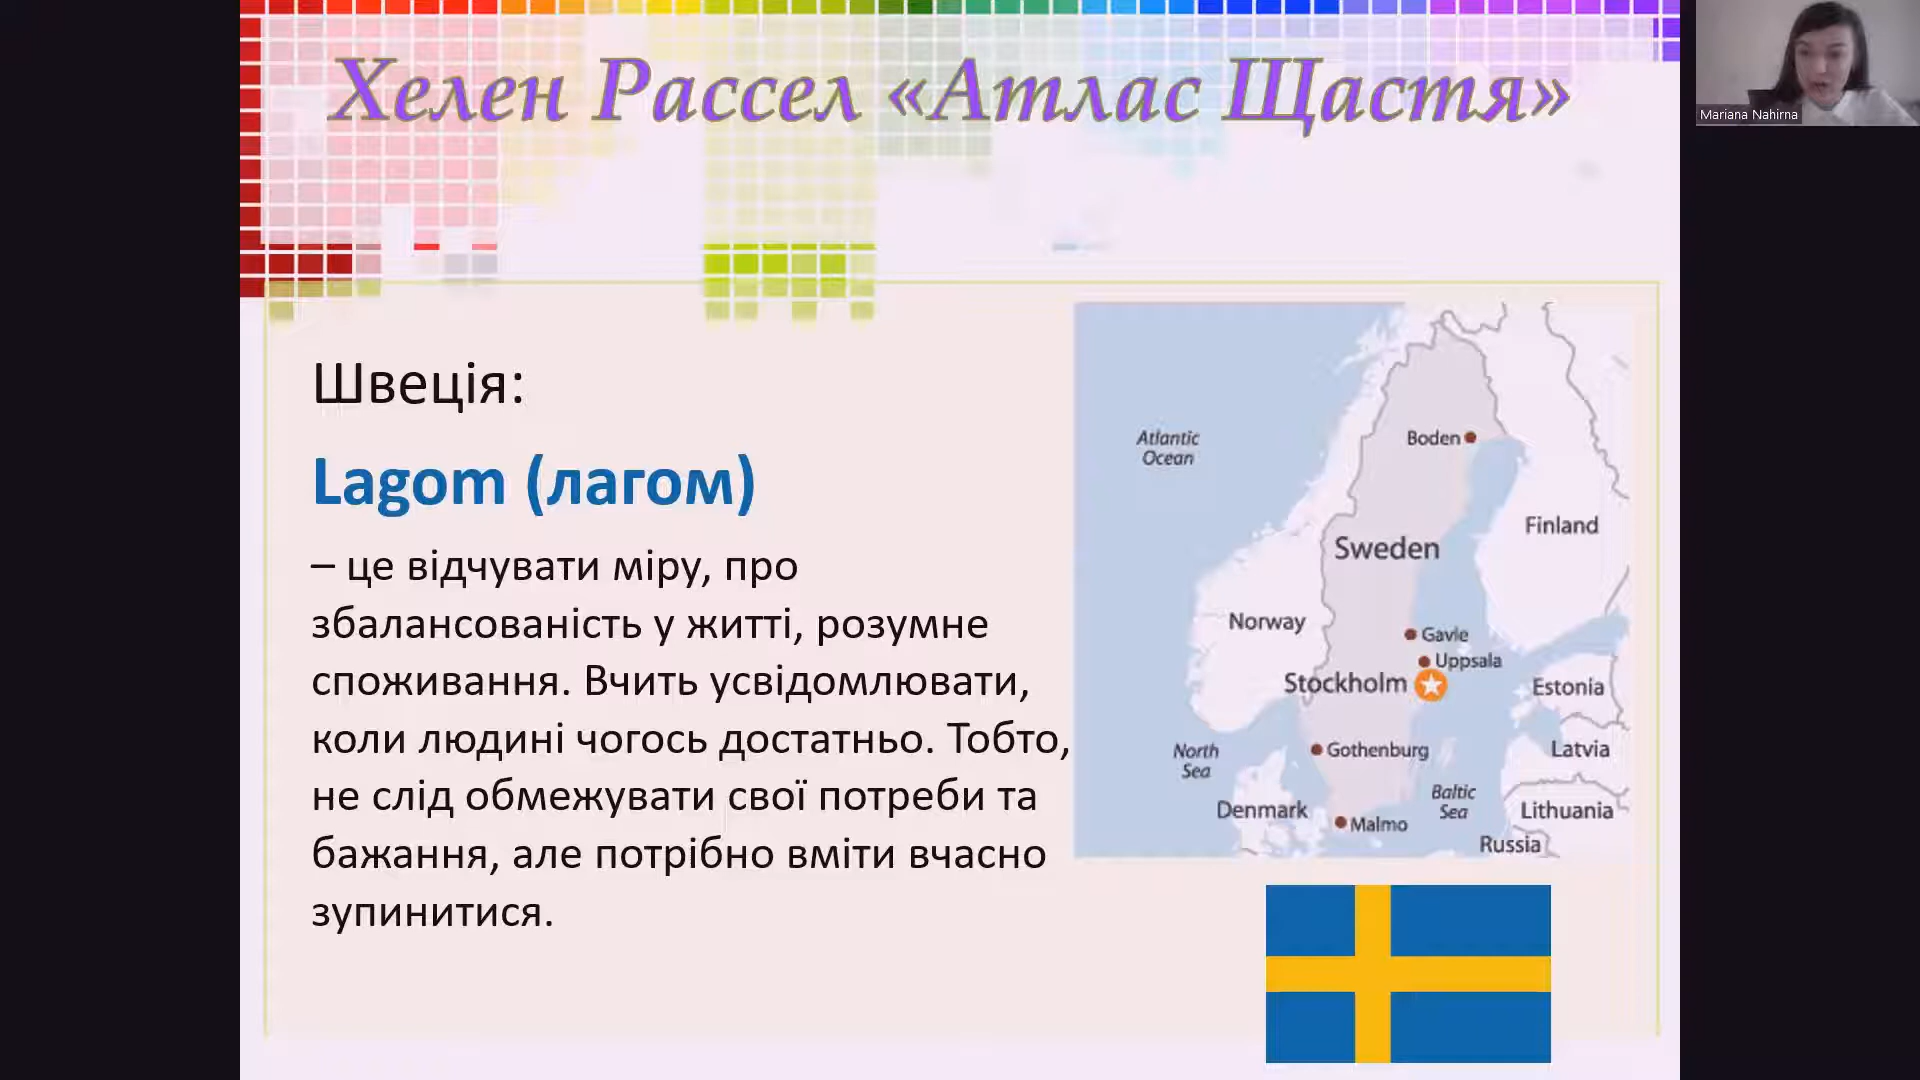 Хелен Рассел «Атлас Щастя»
Mariana Nahirna
Швеція:
Lagom (лагом)
– це відчувати міру, про
збалансованість у житті, розумне
споживання. Вчить усвідомлювати,
коли людині чогось достатньо. Тобто,
не слід обмежувати свої потреби та
бажання, але потрібно вміти вчасно
зупинитися.
Atlantic
Ocean
Boden
Finland
Sweden
Norway
Gavle
Uppsala
Stockholm
Estonia
North
Sea
Gothenburg
Latvia
Baltic
Sea
Denmark
Lithuania
Malmo
Russia